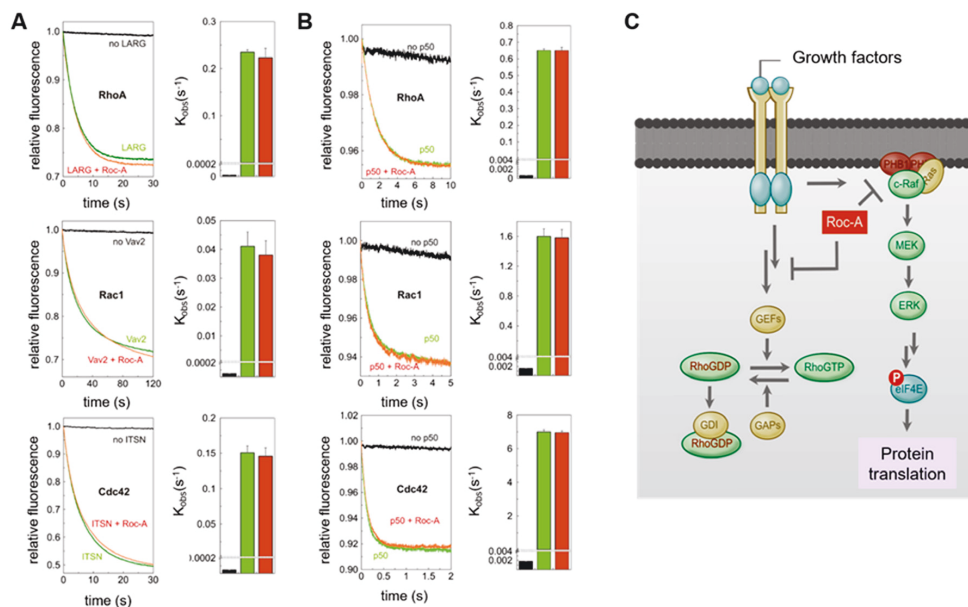 A
relative fluorescence
1.0
0.9
0.8
0.7
no LARG
RhoA
LARG
LARG + Roc-A
0 10 20 30
time (s)
Kobs(s-1)
0.3
0.2
0.1
0.0002
0
relative fluorescence
1.0
0.9
0.8
0.7
no Vav2
Rac1
Vav2
Vav2 + Roc-A
0 40 80 120
time (s)
Kobs(s-1)
0.05
0.04
0.03
0.02
0.01
0.0002
0
relative fluorescence
1.0
0.9
0.8
0.7
0.6
0.5
no ITSN
Cdc42
ITSN + Roc-A
ITSN
0 10 20 30
time (s)
Kobs(s-1)
0.20
0.15
0.1
0.05
0.0002
0
B
relative fluorescence
1.00
0.98
0.96
no p50
RhoA
p50
p50 + Roc-A
0 2 4 6 8 10
time (s)
Kobs(s-1)
0.8
0.7
0.6
0.4
0.2
0.004
0.002
0
relative fluorescence
1.00
0.98
0.96
0.94
no p50
Rac1
p50
p50 + Roc-A
0 1 2 3 4 5
time (s)
Kobs(s-1)
1.6
1.2
0.8
0.4
0.004
0.002
0
relative fluorescence
1.02
1.00
0.98
0.96
0.94
0.92
0.90
no p50
Cdc42
p50 + Roc-A
p50
0 0.5 1 1.5 2
time (s)
Kobs(s-1)
8
6
4
2
0.004
0.002
0
C
Growth factors
PHB1
Ras
c-Raf
Roc-A
MEK
ERK
GEFs
RhoGDP
RhoGTP
P
eIF4E
GDI
RhoGDP
GAPs
Protein
translation